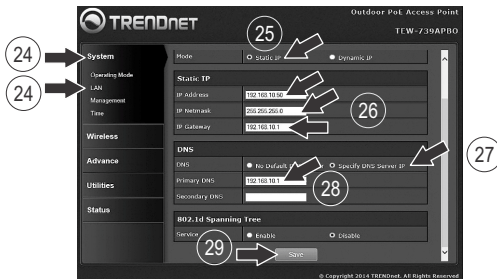 TRENDNET
Outdoor PoE Access Point
TEW-739APBO
24
24
System
Operating Mode
LAN
Management
Time
Wireless
Advance
Utilities
Status
25
Mode
Static IP
Dynamic IP
Static IP
IP Address
192.168.10.50
IP Netmask
255.255.255.0
IP Gateway
192.168.10.1
26
DNS
DNS
No Default
Specify DNS Server IP
27
Primary DNS
192.168.10.1
28
Secondary DNS
802.1d Spanning Tree
Service
Enable
Disable
29
Save
© Copyright 2014 TRENDnet. All Rights Reserved